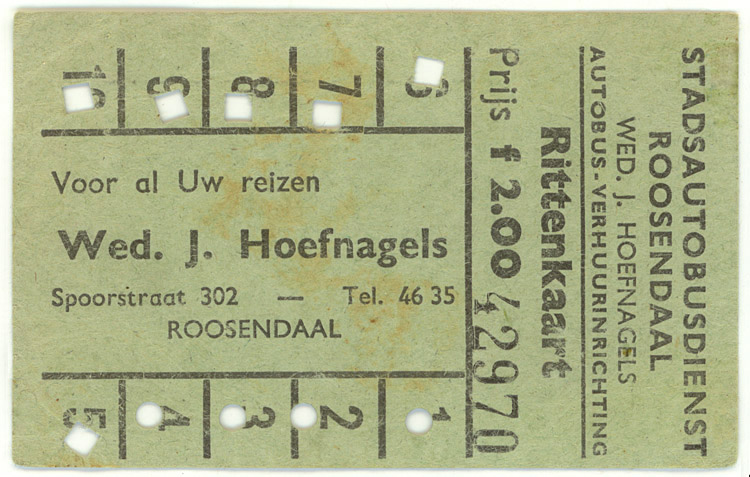 STADSAUTOBUSDIENST
ROOSENDAAL
WED. J. HOEFNAGELS
AUTOBUS-VERHUURINRICHTING
Rittenkaart
Prijs f 2.00
42970
10 9 8 7 6
Voor al Uw reizen
Wed. J. Hoefnagels
Spoorstraat 302 — Tel. 46 35
ROOSENDAAL
5 4 3 2 1